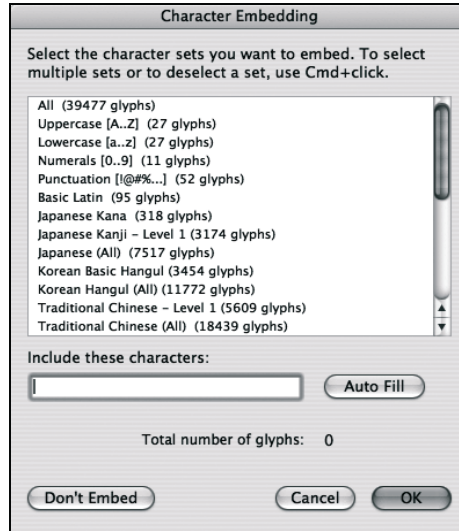 Character Embedding
Select the character sets you want to embed. To select
multiple sets or to deselect a set, use Cmd+click.
All (39477 glyphs)
Uppercase [A..Z] (27 glyphs)
Lowercase [a..z] (27 glyphs)
Numerals [0..9] (11 glyphs)
Punctuation [!@#%...] (52 glyphs)
Basic Latin (95 glyphs)
Japanese Kana (318 glyphs)
Japanese Kanji – Level 1 (3174 glyphs)
Japanese (All) (7517 glyphs)
Korean Basic Hangul (3454 glyphs)
Korean Hangul (All) (11772 glyphs)
Traditional Chinese – Level 1 (5609 glyphs)
Traditional Chinese (All) (18439 glyphs)
Include these characters:
Auto Fill
Total number of glyphs: 0
Don't Embed Cancel OK